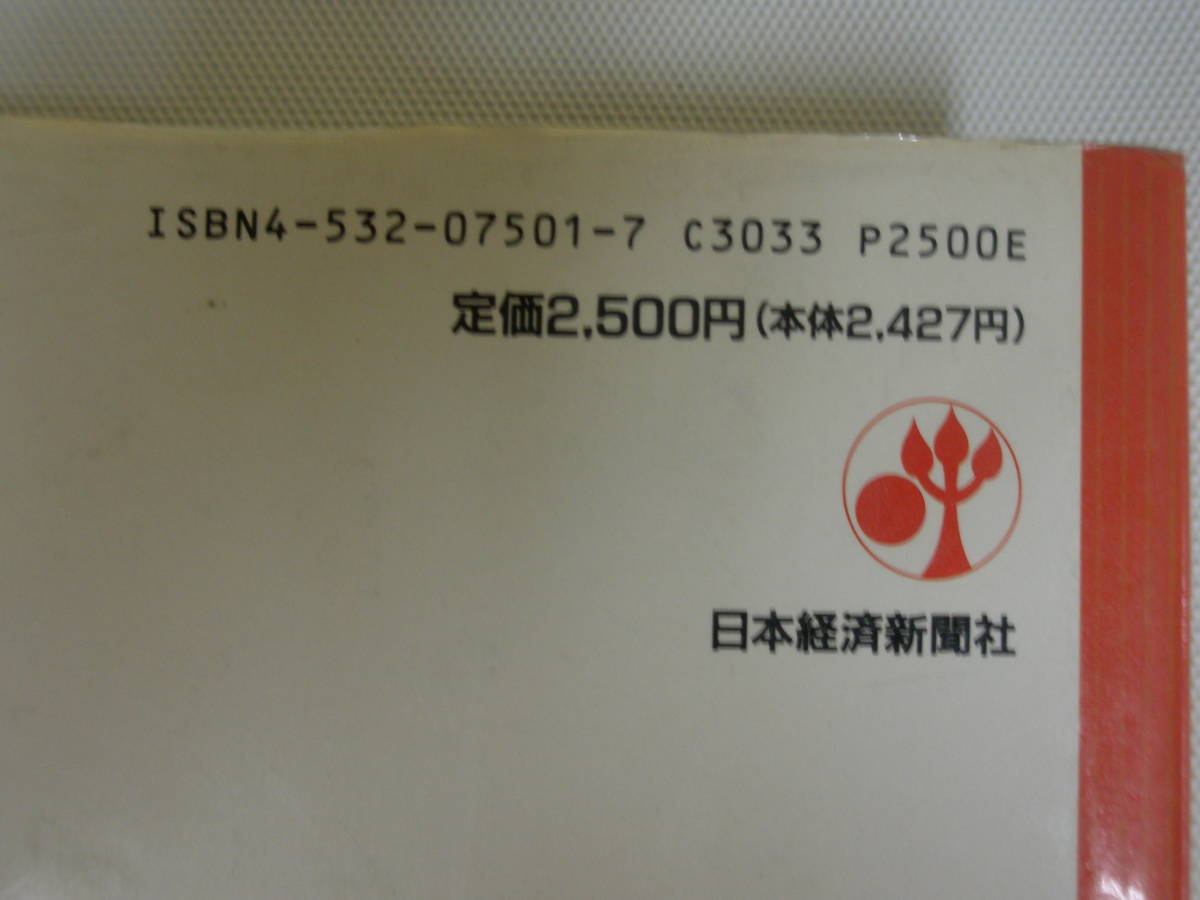 ISBN4-532-07501-7 C3033 P2500E
定価2,500円(本体2,427円)
日本経済新聞社